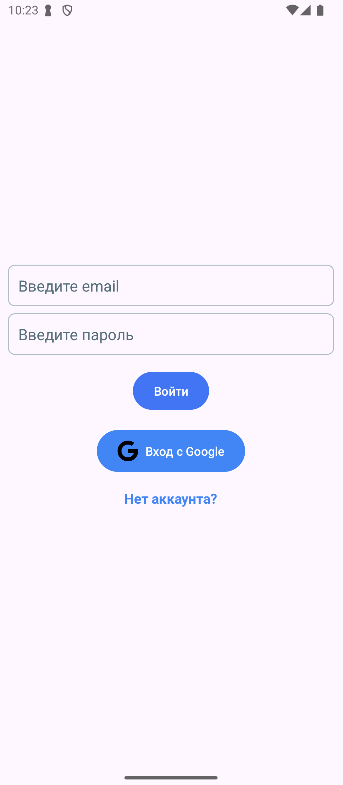 10:23
Введите email
Введите пароль
Войти
Вход с Google
Нет аккаунта?